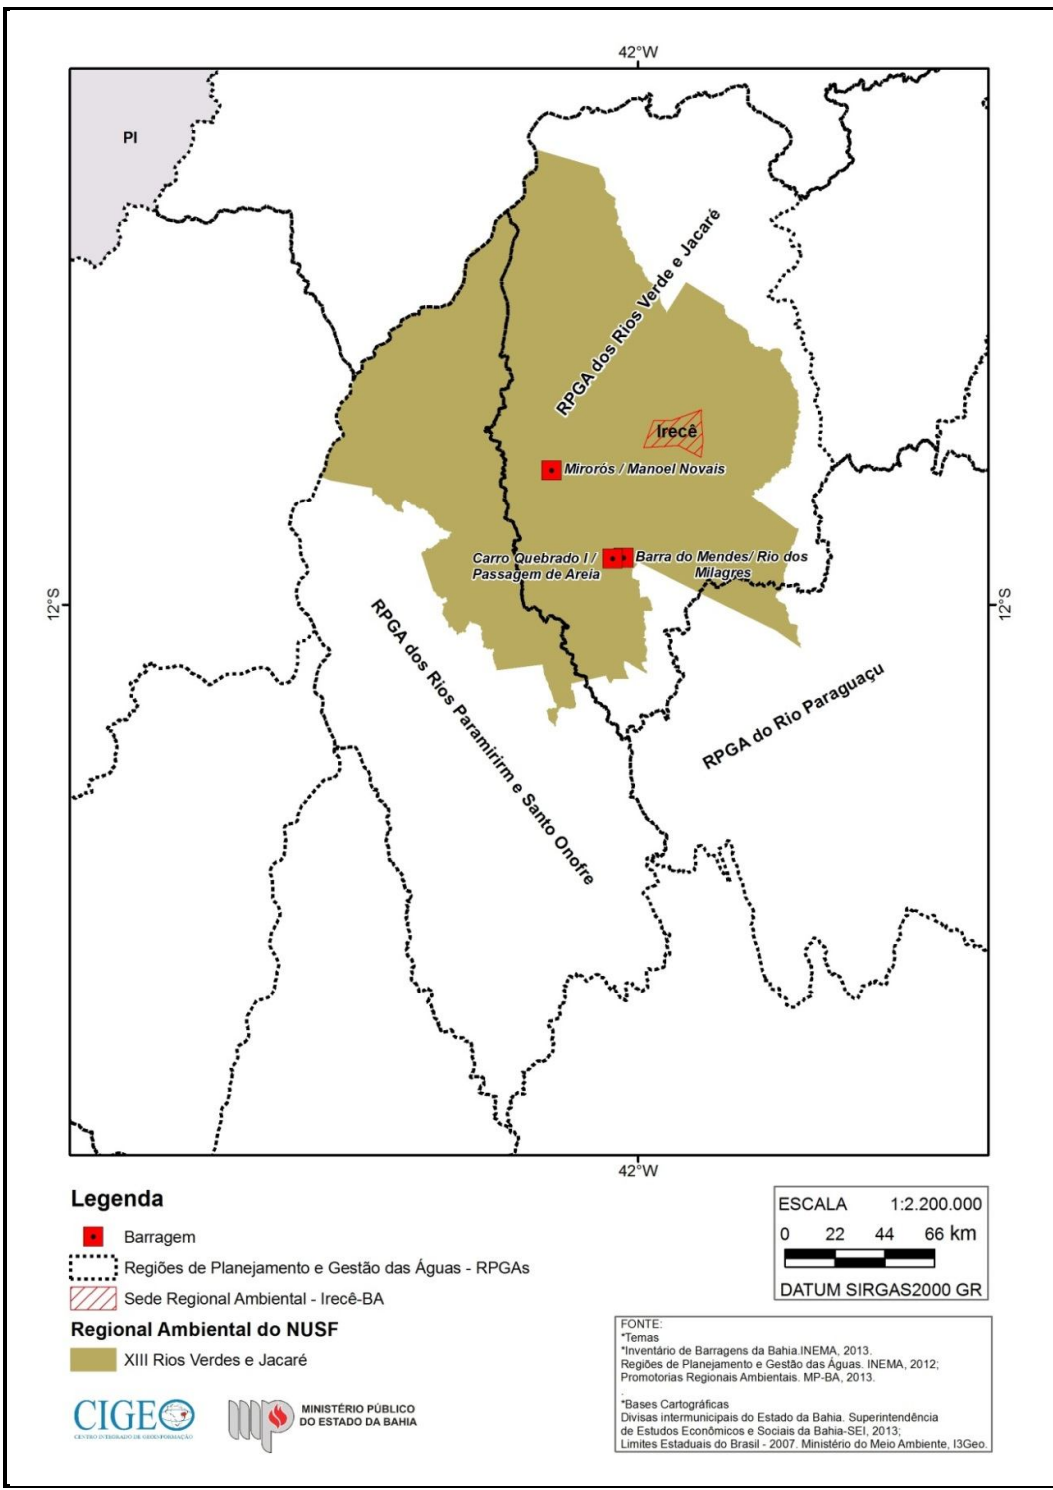 42°W
PI
RPGA dos Rios Verde e Jacaré
Irecê
Mirorós / Manoel Novais
Carro Quebrado I /
Passagem de Areia
Barra do Mendes/ Rio dos
Milagres
12°S
12°S
RPGA dos Rios Paramirirm e Santo Onofre
RPGA do Rio Paraguaçu
42°W
Legenda
Barragem
Regiões de Planejamento e Gestão das Águas - RPGAs
Sede Regional Ambiental - Irecê-BA
Regional Ambiental do NUSF
XIII Rios Verdes e Jacaré
ESCALA 1:2.200.000
0 22 44 66 km
DATUM SIRGAS2000 GR
FONTE:
*Temas
*Inventário de Barragens da Bahia.INEMA, 2013.
Regiões de Planejamento e Gestão das Águas. INEMA, 2012;
Promotorias Regionais Ambientais. MP-BA, 2013.
.
*Bases Cartográficas
Divisas intermunicipais do Estado da Bahia. Superintendência
de Estudos Econômicos e Sociais da Bahia-SEI, 2013;
Limites Estaduais do Brasil - 2007. Ministério do Meio Ambiente, I3Geo.
CIGEO
CENTRO INTEGRADO DE GEOINFORMAÇÃO
mp
MINISTÉRIO PÚBLICO
DO ESTADO DA BAHIA